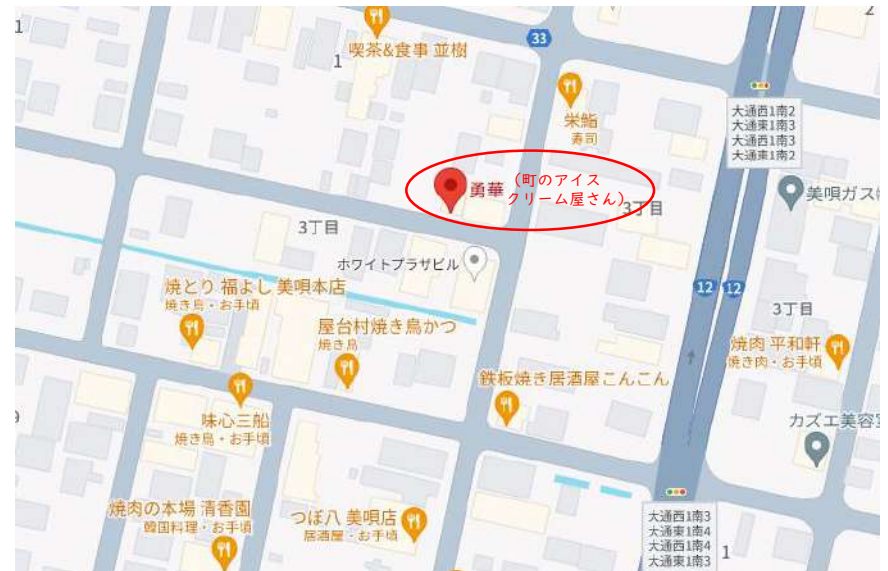 1
2
喫茶&食事 並樹
1
33
栄鮨
寿司
大通西1南2
大通東1南3
大通西1南3
大通東1南2
勇華
(町のアイス
クリーム屋さん)
3丁目
美唄ガス
3丁目
ホワイトプラザビル
12
12
焼とり 福よし 美唄本店
焼き鳥・お手頃
3丁目
屋台村焼き鳥かつ
焼き鳥
焼肉 平和軒
焼き肉・お手頃
鉄板焼き居酒屋こんこん
味心三船
焼き鳥・お手頃
カズエ美容室
焼肉の本場 清香園
韓国料理・お手頃
つぼ八 美唄店
居酒屋・お手頃
大通西1南3
大通東1南4
大通西1南4
大通東1南3
1